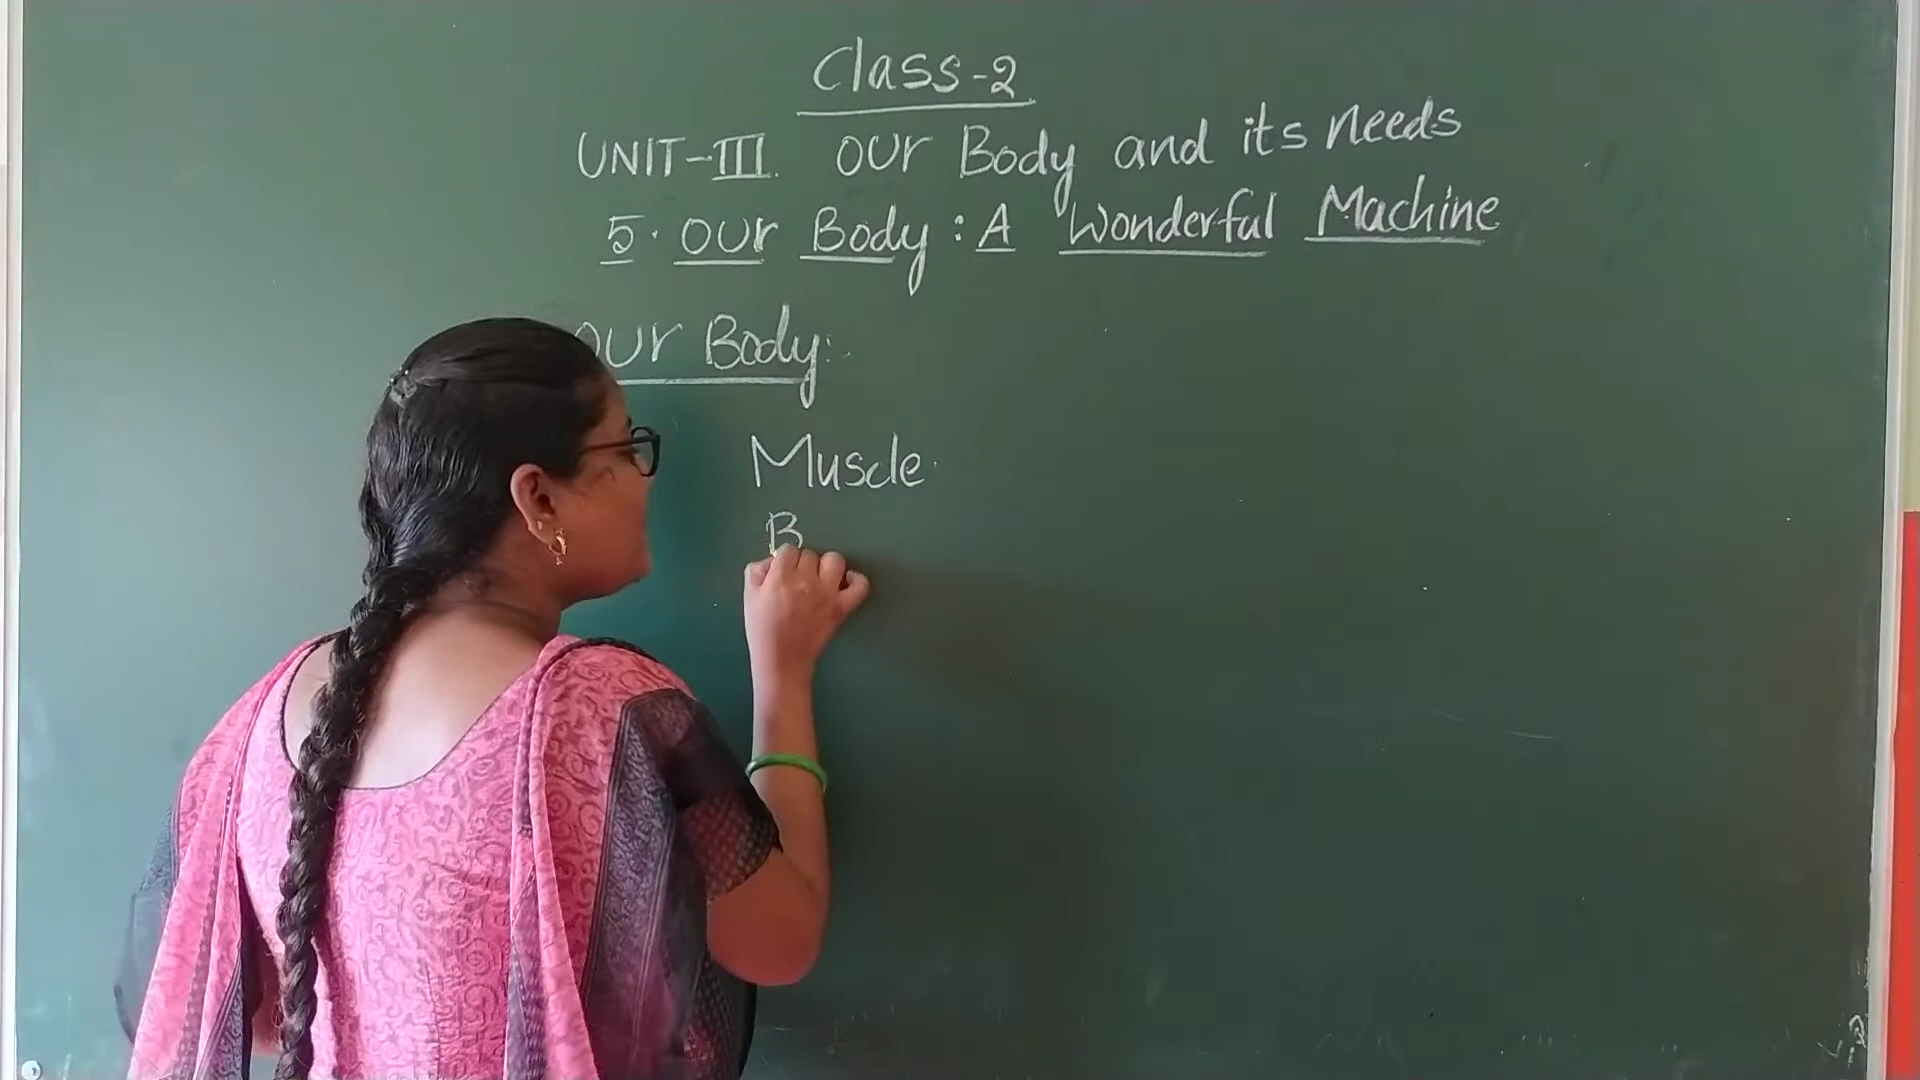 Class-2
UNIT-III. Our Body and its needs
5. Our Body : A Wonderful Machine
Our Body:
Muscle
B